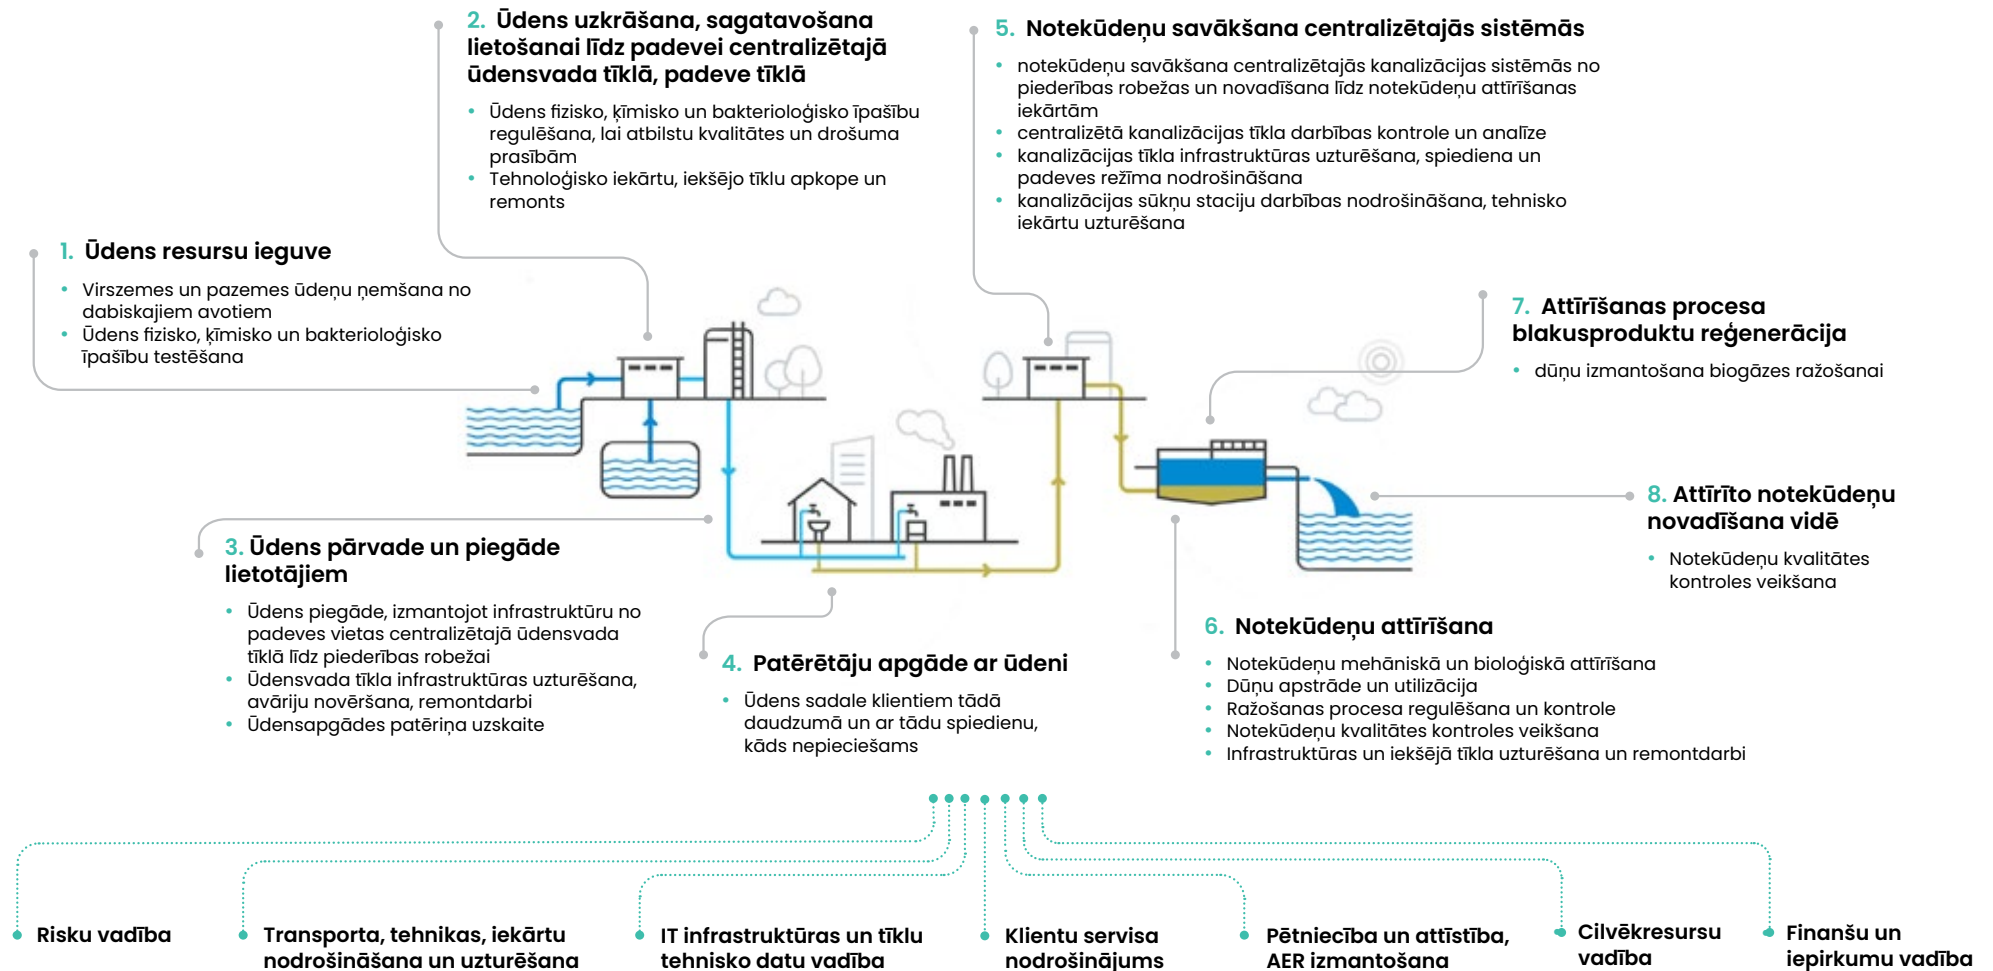 1. Ūdens resursu ieguve
• Virszemes un pazemes ūdeņu ņemšana no
dabiskajiem avotiem
• Ūdens fizisko, ķīmisko un bakterioloģisko
īpašību testēšana
2. Ūdens uzkrāšana, sagatavošana
lietošanai līdz padevei centralizētajā
ūdensvada tīklā, padeve tīklā
• Ūdens fizisko, ķīmisko un bakterioloģisko īpašību
regulēšana, lai atbilstu kvalitātes un drošuma
prasībām
• Tehnoloģisko iekārtu, iekšējo tīklu apkope un
remonts
3. Ūdens pārvade un piegāde
lietotājiem
• Ūdens piegāde, izmantojot infrastruktūru no
padeves vietas centralizētajā ūdensvada
tīklā līdz piederības robežai
• Ūdensvada tīkla infrastruktūras uzturēšana,
avāriju novēršana, remontdarbi
• Ūdensapgādes patēriņa uzskaite
4. Patērētāju apgāde ar ūdeni
• Ūdens sadale klientiem tādā
daudzumā un ar tādu spiedienu,
kāds nepieciešams
5. Notekūdeņu savākšana centralizētajās sistēmās
• notekūdeņu savākšana centralizētajās kanalizācijas sistēmās no
piederības robežas un novadīšana līdz notekūdeņu attīrīšanas
iekārtām
• centralizētā kanalizācijas tīkla darbības kontrole un analīze
• kanalizācijas tīkla infrastruktūras uzturēšana, spiediena un
padeves režīma nodrošināšana
• kanalizācijas sūkņu staciju darbības nodrošināšana, tehnisko
iekārtu uzturēšana
6. Notekūdeņu attīrīšana
• Notekūdeņu mehāniskā un bioloģiskā attīrīšana
• Dūņu apstrāde un utilizācija
• Ražošanas procesa regulēšana un kontrole
• Notekūdeņu kvalitātes kontroles veikšana
• Infrastruktūras un iekšējā tīkla uzturēšana un remontdarbi
7. Attīrīšanas procesa
blakusproduktu reģenerācija
• dūņu izmantošana biogāzes ražošanai
8. Attīrīto notekūdeņu
novadīšana vidē
• Notekūdeņu kvalitātes
kontroles veikšana
Risku vadība
Transporta, tehnikas, iekārtu
nodrošināšana un uzturēšana
IT infrastruktūras un tīklu
tehnisko datu vadība
Klientu servisa
nodrošinājums
Pētniecība un attīstība,
AER izmantošana
Cilvēkresursu
vadība
Finanšu un
iepirkumu vadība